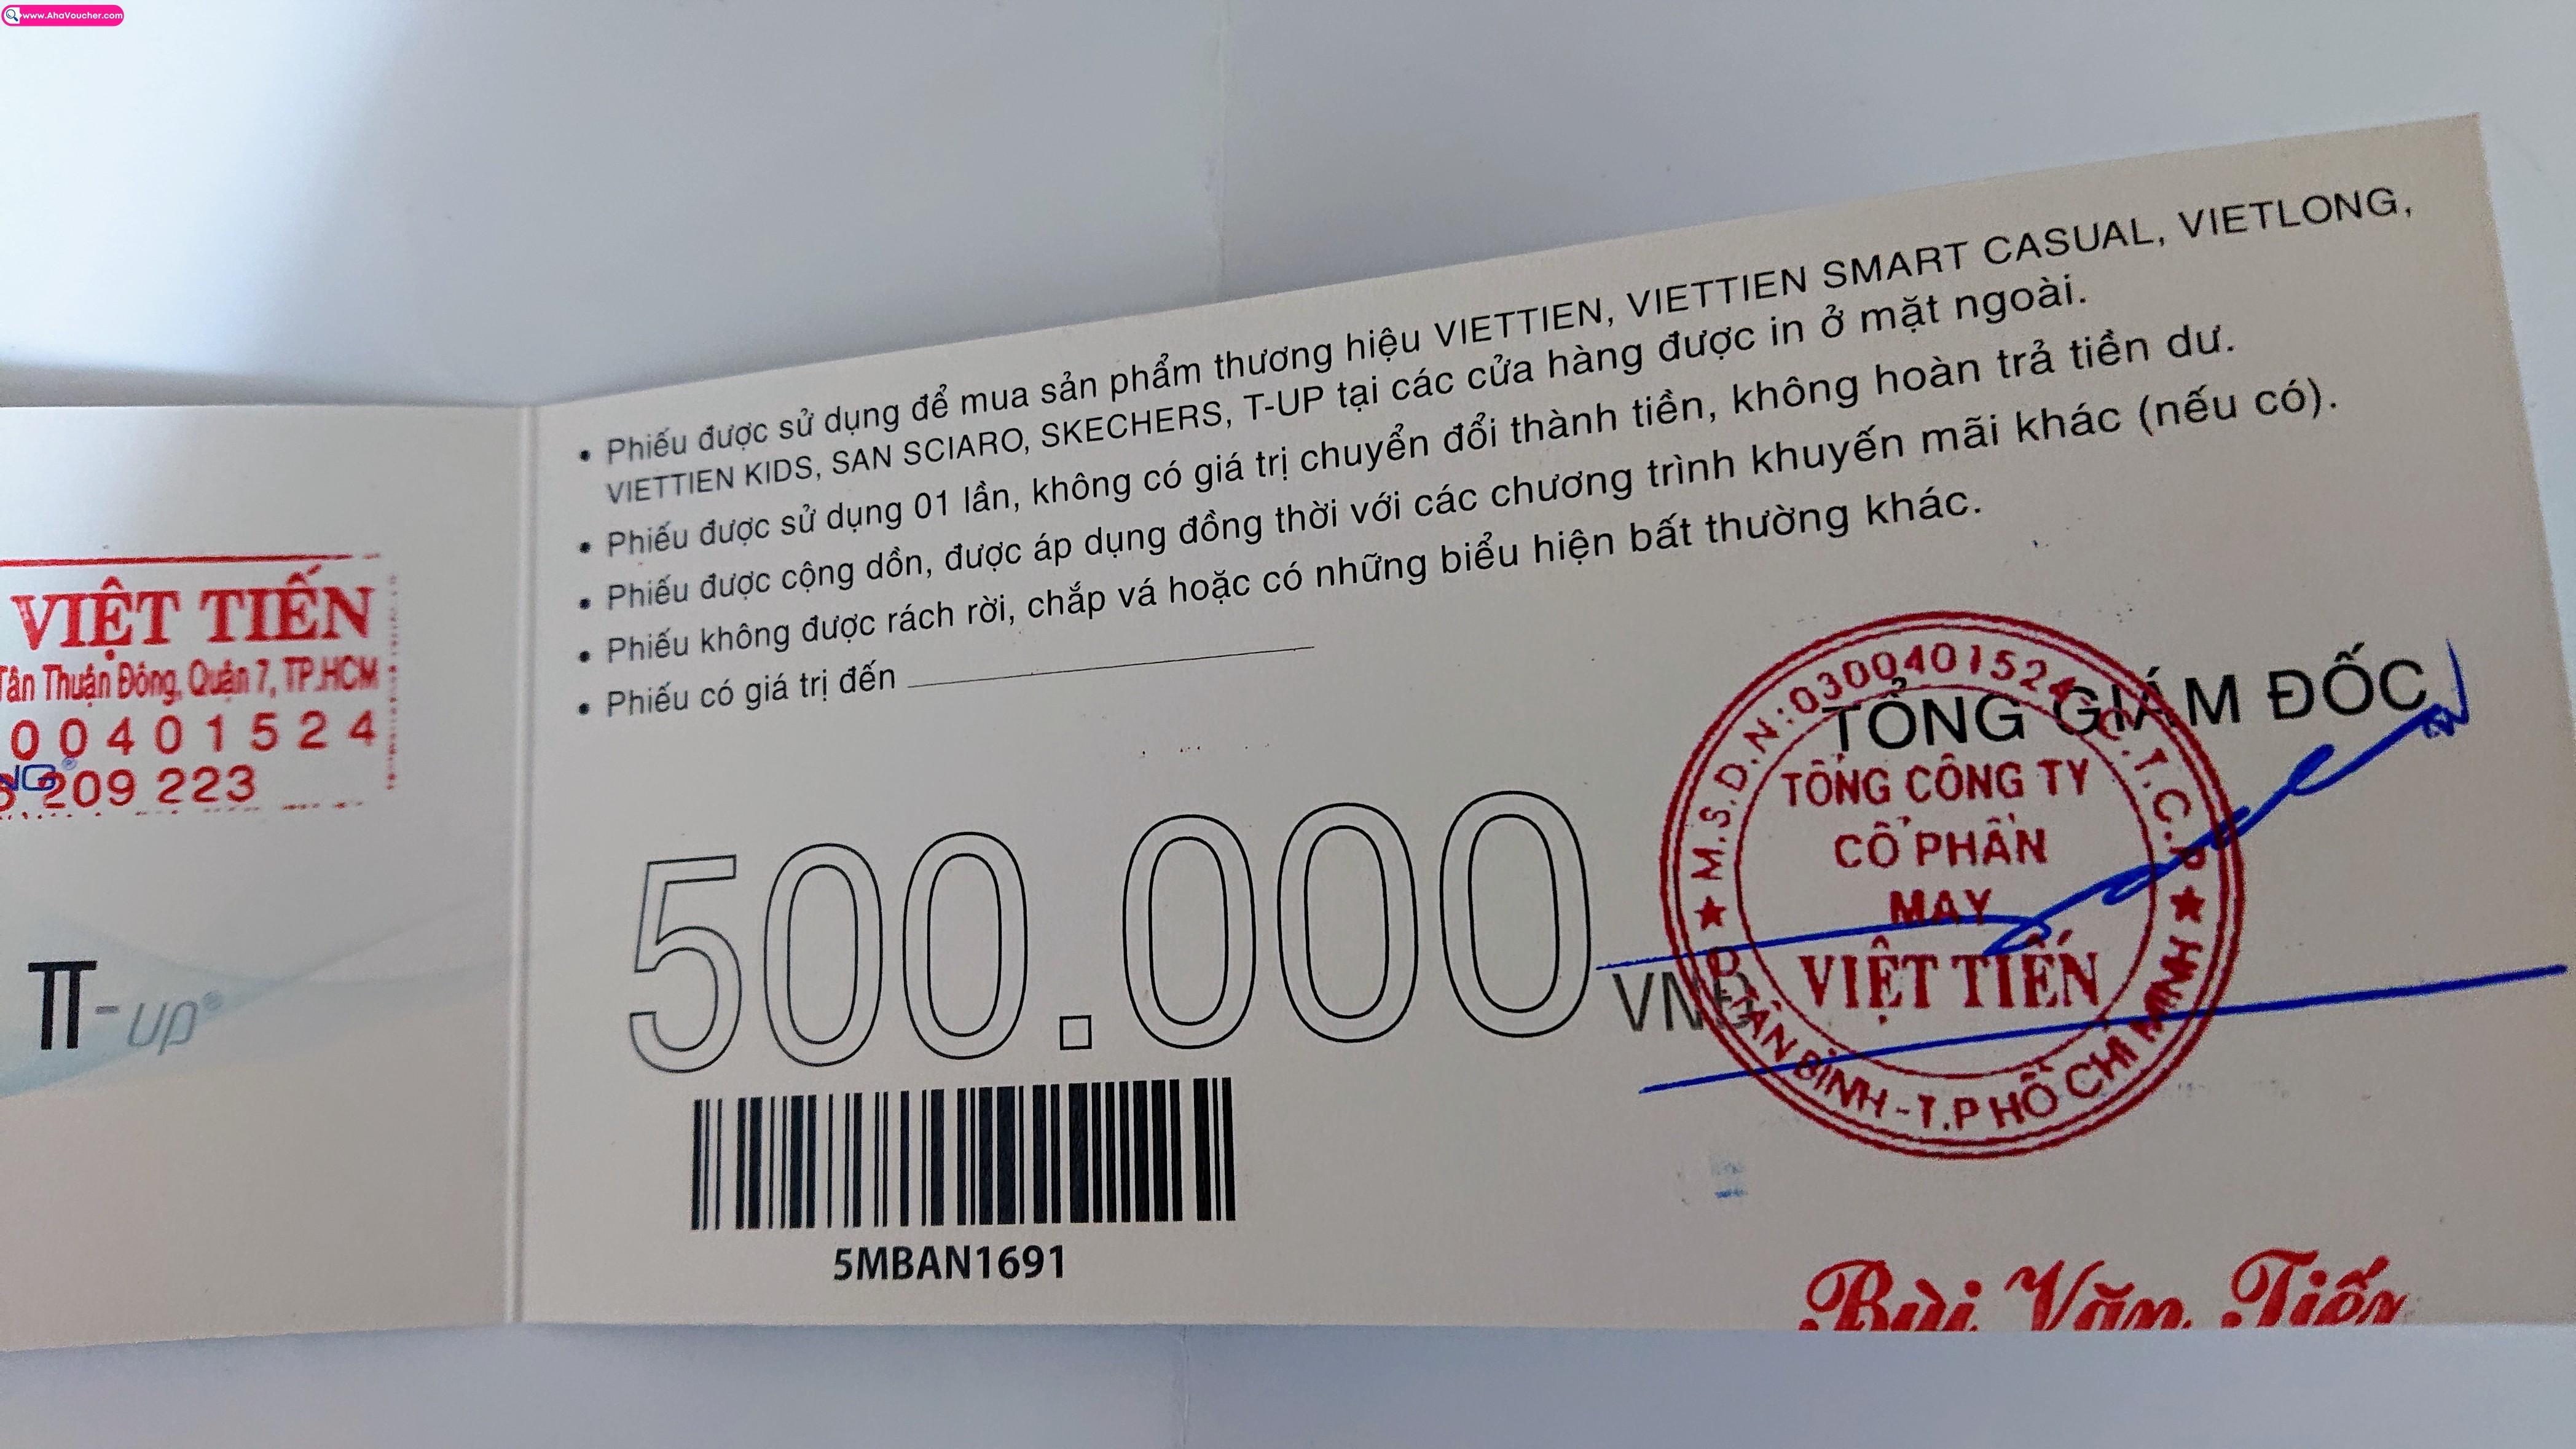 www.AhaVoucher.com
• Phiếu được sử dụng để mua sản phẩm thương hiệu VIETTIEN, VIETTIEN SMART CASUAL, VIETLONG,
VIETTIEN KIDS, SAN SCIARO, SKECHERS, T-UP tại các cửa hàng được in ở mặt ngoài.
• Phiếu được sử dụng 01 lần, không có giá trị chuyển đổi thành tiền, không hoàn trả tiền dư.
• Phiếu được cộng dồn, được áp dụng đồng thời với các chương trình khuyến mãi khác (nếu có).
• Phiếu không được rách rời, chắp vá hoặc có những biểu hiện bất thường khác.
• Phiếu có giá trị đến
VIỆT TIẾN
Tân Thuận Đông, Quận 7, TP.HCM
00401524
209 223
TT-up®
TỔNG GIÁM ĐỐC
M.S.D.N:0300401524-C.T.C.P
TỔNG CÔNG TY
CỔ PHẦN
MAY
VIỆT TIẾN
TÂN BÌNH-T.P HỒ CHÍ MINH
500.000 VNĐ
5MBAN1691
Bùi Văn Tiến